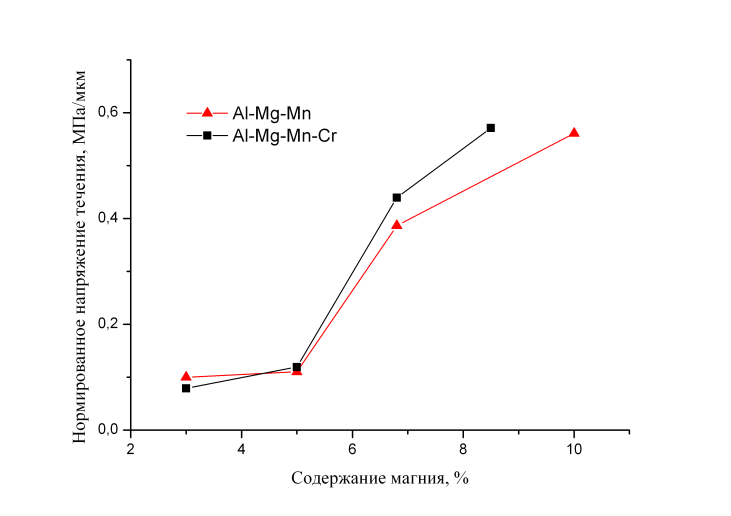 Нормированное напряжение течения, МПа/мкм
Al-Mg-Mn
Al-Mg-Mn-Cr
0,6
0,4
0,2
0,0
2 4 6 8 10
Содержание магния, %